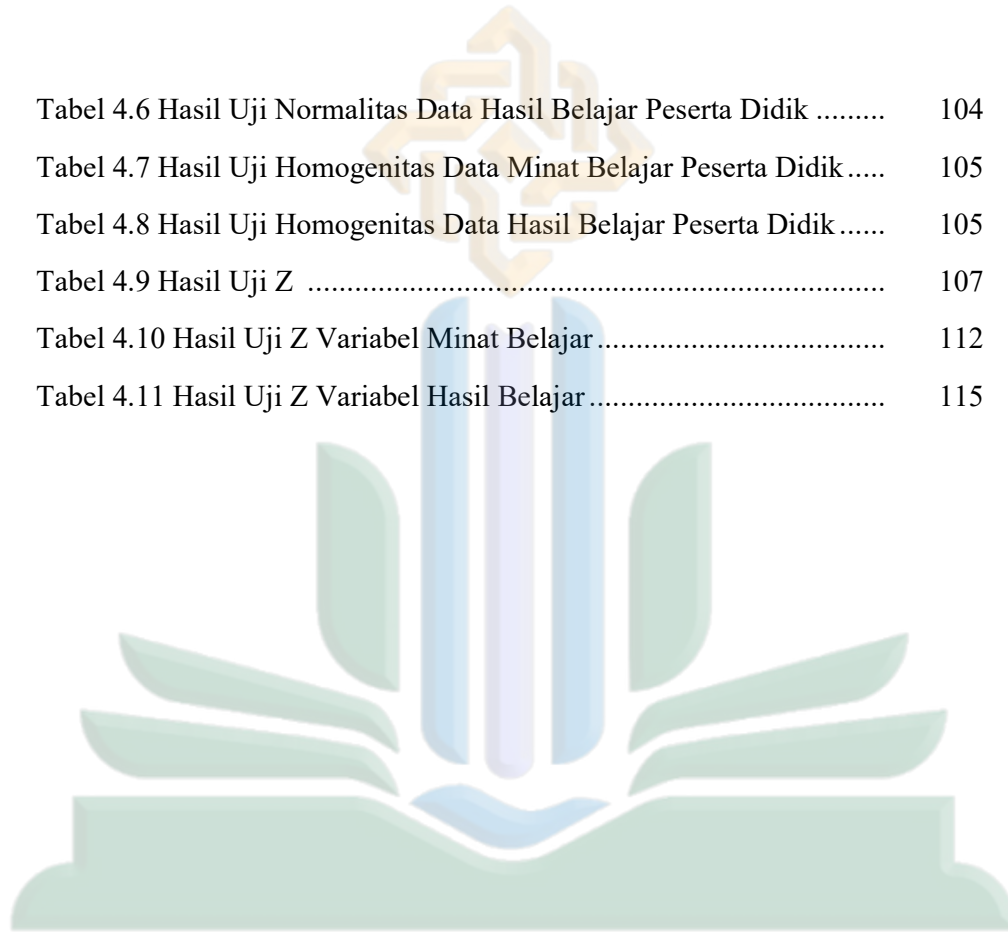 Tabel 4.6 Hasil Uji Normalitas Data Hasil Belajar Peserta Didik ......... 104
Tabel 4.7 Hasil Uji Homogenitas Data Minat Belajar Peserta Didik..... 105
Tabel 4.8 Hasil Uji Homogenitas Data Hasil Belajar Peserta Didik...... 105
Tabel 4.9 Hasil Uji Z ........................................................................ 107
Tabel 4.10 Hasil Uji Z Variabel Minat Belajar.................................... 112
Tabel 4.11 Hasil Uji Z Variabel Hasil Belajar..................................... 115